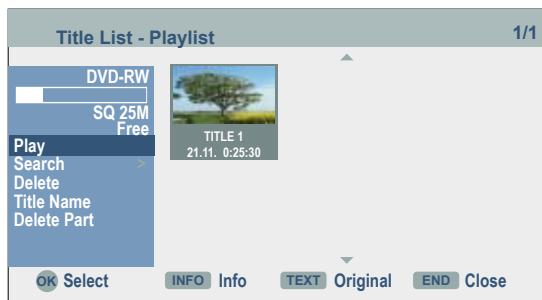 Title List - Playlist 1/1
DVD-RW
SQ 25M
Free
Play
Search >
Delete
Title Name
Delete Part
TITLE 1
21.11. 0:25:30
OK Select INFO Info TEXT Original END Close